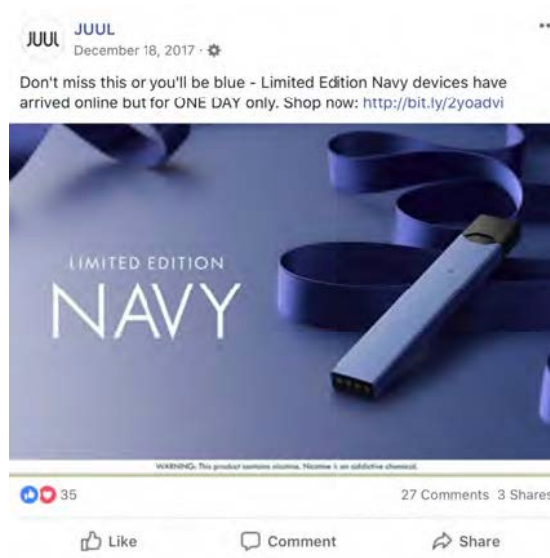 JUUL
JUUL
December 18, 2017 ·
Don't miss this or you'll be blue - Limited Edition Navy devices have
arrived online but for ONE DAY only. Shop now: http://bit.ly/2yoadvi
LIMITED EDITION
NAVY
WARNING: This product contains nicotine. Nicotine is an addictive chemical.
35
27 Comments 3 Shares
Like
Comment
Share